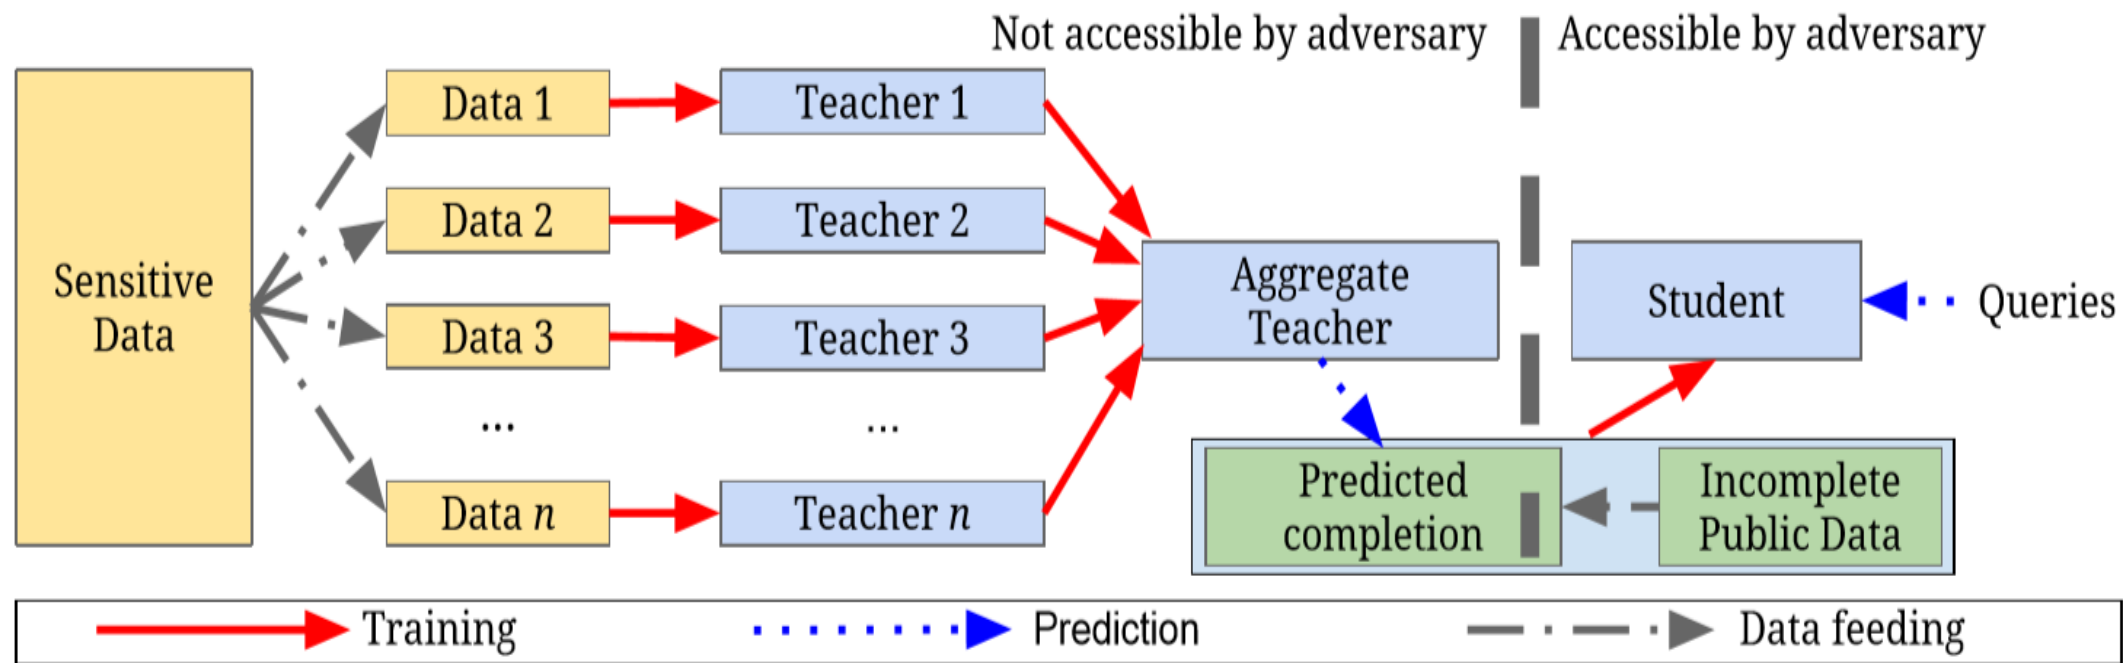 Not accessible by adversary
Accessible by adversary
Sensitive
Data
Data 1
Teacher 1
Data 2
Teacher 2
Data 3
Teacher 3
...
...
Data n
Teacher n
Aggregate
Teacher
Student
Queries
Predicted
completion
Incomplete
Public Data
Training
Prediction
Data feeding